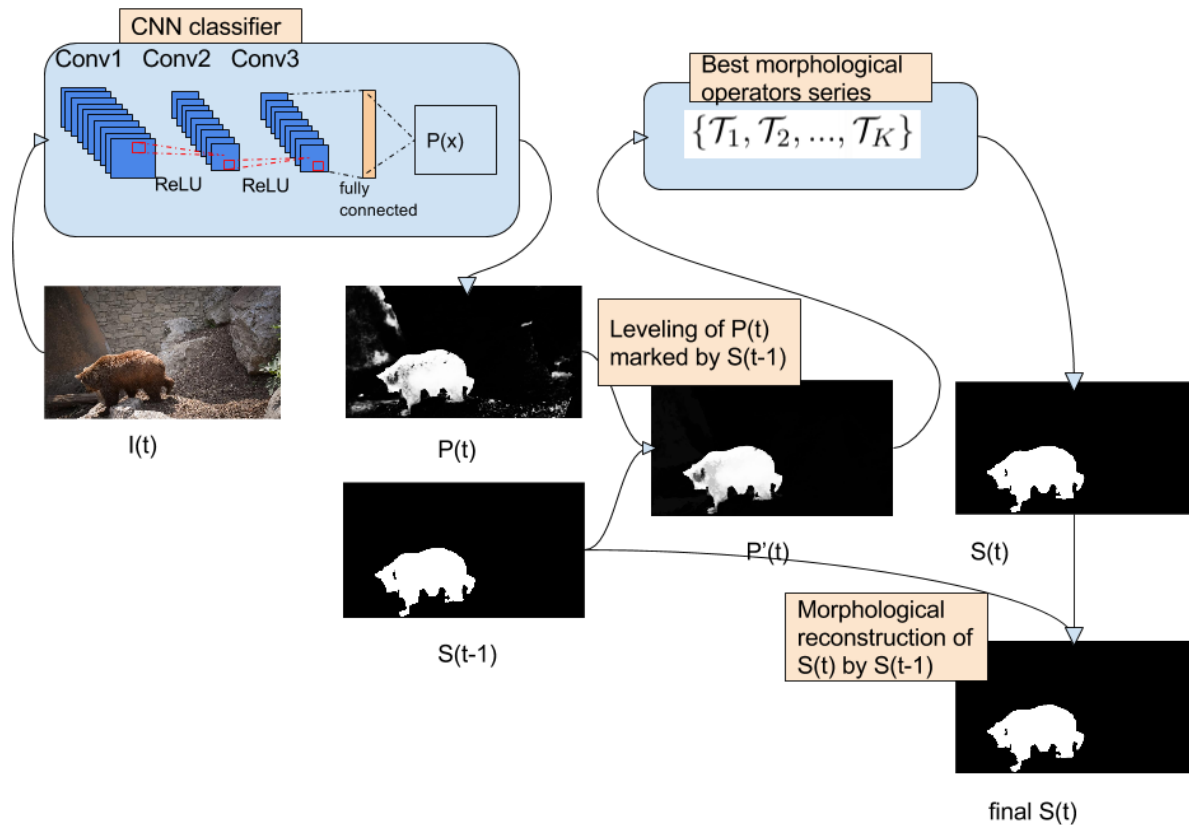 CNN classifier
Conv1 Conv2 Conv3
P(x)
ReLU ReLU
fully
connected
Best morphological
operators series
{𝒯₁, 𝒯₂, ..., 𝒯_K}
I(t)
P(t)
Leveling of P(t)
marked by S(t-1)
P’(t)
S(t)
S(t-1)
Morphological
reconstruction of
S(t) by S(t-1)
final S(t)